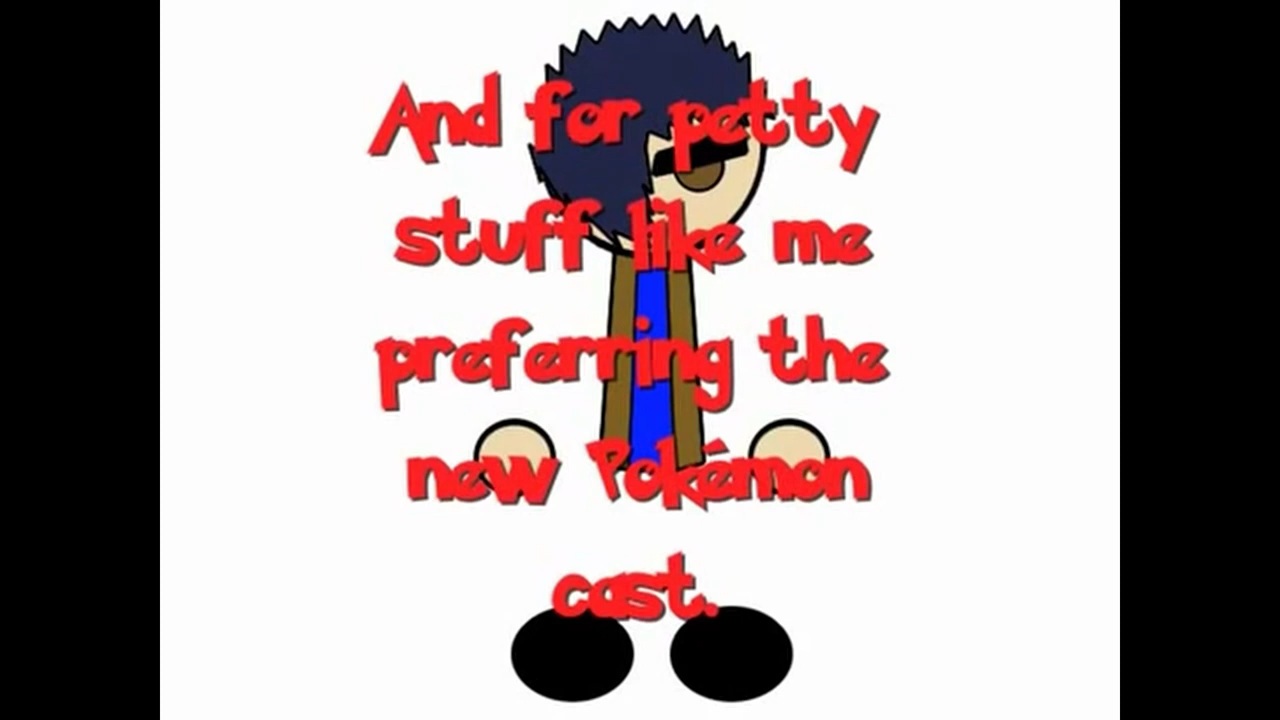 And for petty
stuff like me
preferring the
new Pokémon
cast.